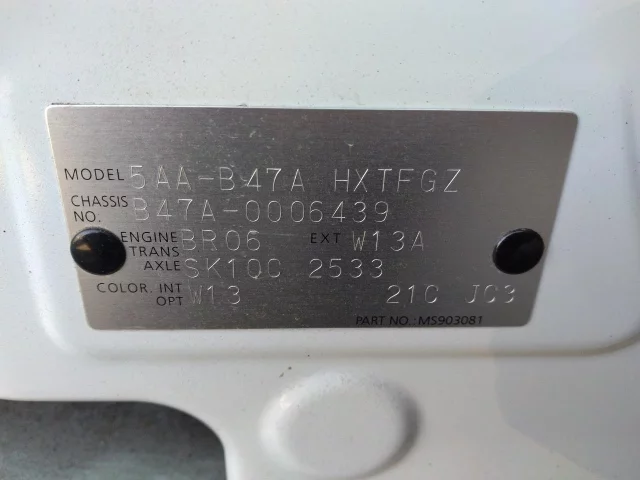 MODEL 5AA-B47A HXTFGZ
CHASSIS NO. B47A-0006439
ENGINE BR06 EXT W13A
TRANS AXLE SK10C 2533
COLOR. INT OPT W13 21C JC3
PART NO.: MS903081